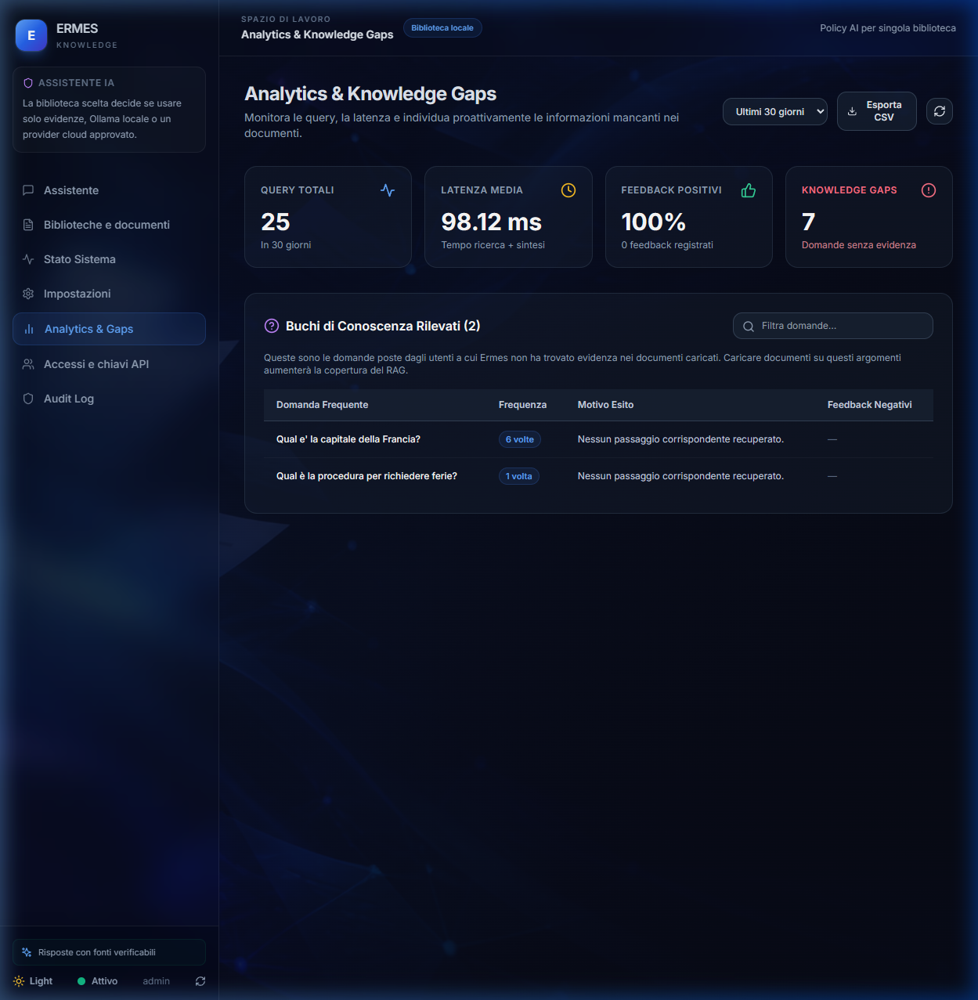 E
ERMES
KNOWLEDGE
ASSISTENTE IA
La biblioteca scelta decide se usare
solo evidenze, Ollama locale o un
provider cloud approvato.
Assistente
Biblioteche e documenti
Stato Sistema
Impostazioni
Analytics & Gaps
Accessi e chiavi API
Audit Log
Risposte con fonti verificabili
Light
Attivo
admin
SPAZIO DI LAVORO
Analytics & Knowledge Gaps
Biblioteca locale
Policy AI per singola biblioteca
Analytics & Knowledge Gaps
Monitora le query, la latenza e individua proattivamente le informazioni mancanti nei
documenti.
Ultimi 30 giorni
Esporta
CSV
QUERY TOTALI
25
In 30 giorni
LATENZA MEDIA
98.12 ms
Tempo ricerca + sintesi
FEEDBACK POSITIVI
100%
0 feedback registrati
KNOWLEDGE GAPS
7
Domande senza evidenza
Buchi di Conoscenza Rilevati (2)
Filtra domande...
Queste sono le domande poste dagli utenti a cui Ermes non ha trovato evidenza nei documenti caricati. Caricare documenti su questi argomenti
aumenterà la copertura del RAG.
Domanda Frequente Frequenza Motivo Esito Feedback Negativi
Qual e' la capitale della Francia? 6 volte Nessun passaggio corrispondente recuperato. —
Qual è la procedura per richiedere ferie? 1 volta Nessun passaggio corrispondente recuperato. —